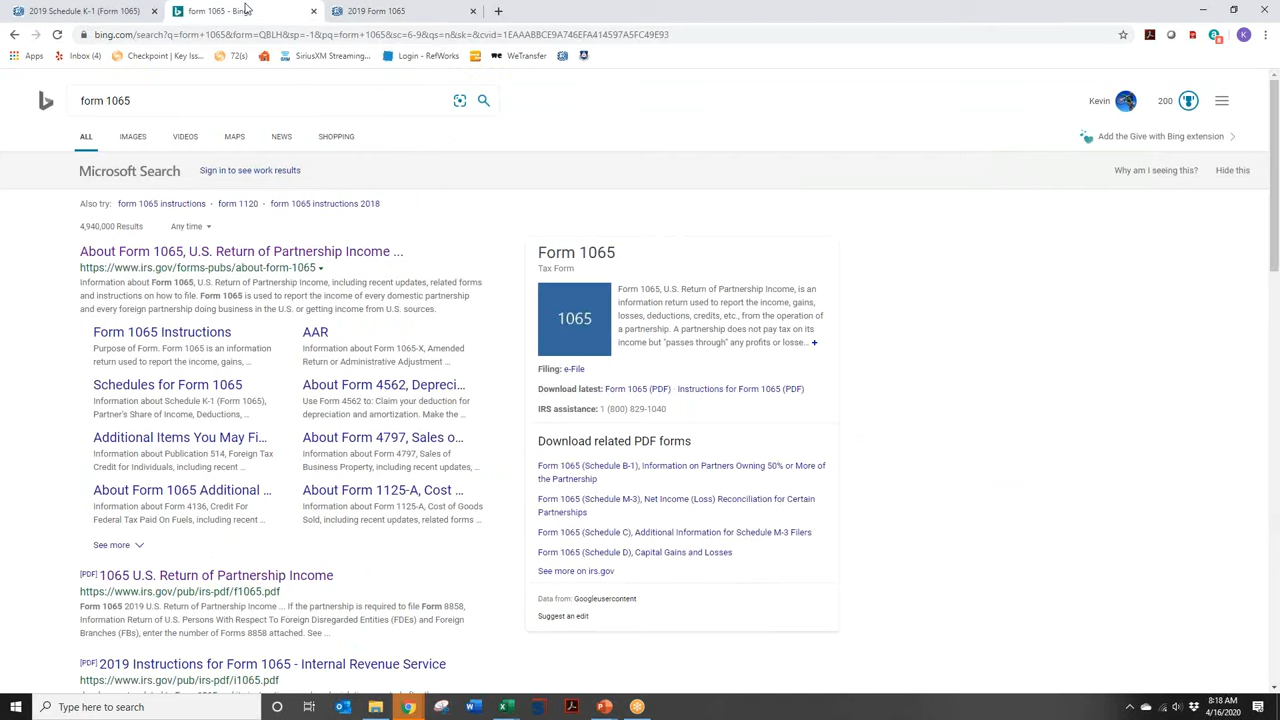 2019 Schedule K-1 (Form 1065)
form 1065 - Bing
2019 Form 1065
bing.com/search?q=form+1065&form=QBLH&sp=-1&pq=form+1065&sc=6-9&qs=n&sk=&cvid=1EAAABBCE9A746EFA414597A5FC49E93
Apps
Inbox (4)
Checkpoint | Key Iss...
72(s)
SiriusXM Streaming...
Login - RefWorks
WeTransfer
form 1065
Kevin
200
ALL
IMAGES
VIDEOS
MAPS
NEWS
SHOPPING
Add the Give with Bing extension
Microsoft Search
Sign in to see work results
Why am I seeing this?
Hide this
Also try: form 1065 instructions · form 1120 · form 1065 instructions 2018
4,940,000 Results
Any time
About Form 1065, U.S. Return of Partnership Income ...
https://www.irs.gov/forms-pubs/about-form-1065
Information about Form 1065, U.S. Return of Partnership Income, including recent updates, related forms
and instructions on how to file. Form 1065 is used to report the income of every domestic partnership
and every foreign partnership doing business in the U.S. or getting income from U.S. sources.
Form 1065 Instructions
Purpose of Form. Form 1065 is an information
return used to report the income, gains, ...
AAR
Information about Form 1065-X, Amended
Return or Administrative Adjustment ...
Schedules for Form 1065
Information about Schedule K-1 (Form 1065),
Partner's Share of Income, Deductions, ...
About Form 4562, Depreci...
Use Form 4562 to: Claim your deduction for
depreciation and amortization. Make the ...
Additional Items You May Fi...
Information about Publication 514, Foreign Tax
Credit for Individuals, including recent ...
About Form 4797, Sales o...
Information about Form 4797, Sales of
Business Property, including recent updates, ...
About Form 1065 Additional ...
Information about Form 4136, Credit For
Federal Tax Paid On Fuels, including recent ...
About Form 1125-A, Cost ...
Information about Form 1125-A, Cost of Goods
Sold, including recent updates, related forms ...
See more
[PDF] 1065 U.S. Return of Partnership Income
https://www.irs.gov/pub/irs-pdf/f1065.pdf
Form 1065 2019 U.S. Return of Partnership Income ... If the partnership is required to file Form 8858,
Information Return of U.S. Persons With Respect To Foreign Disregarded Entities (FDEs) and Foreign
Branches (FBs), enter the number of Forms 8858 attached. See ...
[PDF] 2019 Instructions for Form 1065 - Internal Revenue Service
https://www.irs.gov/pub/irs-pdf/i1065.pdf
Form 1065
Tax Form
1065
Form 1065, U.S. Return of Partnership Income, is an
information return used to report the income, gains,
losses, deductions, credits, etc., from the operation of
a partnership. A partnership does not pay tax on its
income but "passes through" any profits or losse... +
Filing: e-File
Download latest: Form 1065 (PDF) · Instructions for Form 1065 (PDF)
IRS assistance: 1 (800) 829-1040
Download related PDF forms
Form 1065 (Schedule B-1), Information on Partners Owning 50% or More of
the Partnership
Form 1065 (Schedule M-3), Net Income (Loss) Reconciliation for Certain
Partnerships
Form 1065 (Schedule C), Additional Information for Schedule M-3 Filers
Form 1065 (Schedule D), Capital Gains and Losses
See more on irs.gov
Data from: Googleusercontent
Suggest an edit
Type here to search
8:18 AM
4/16/2020